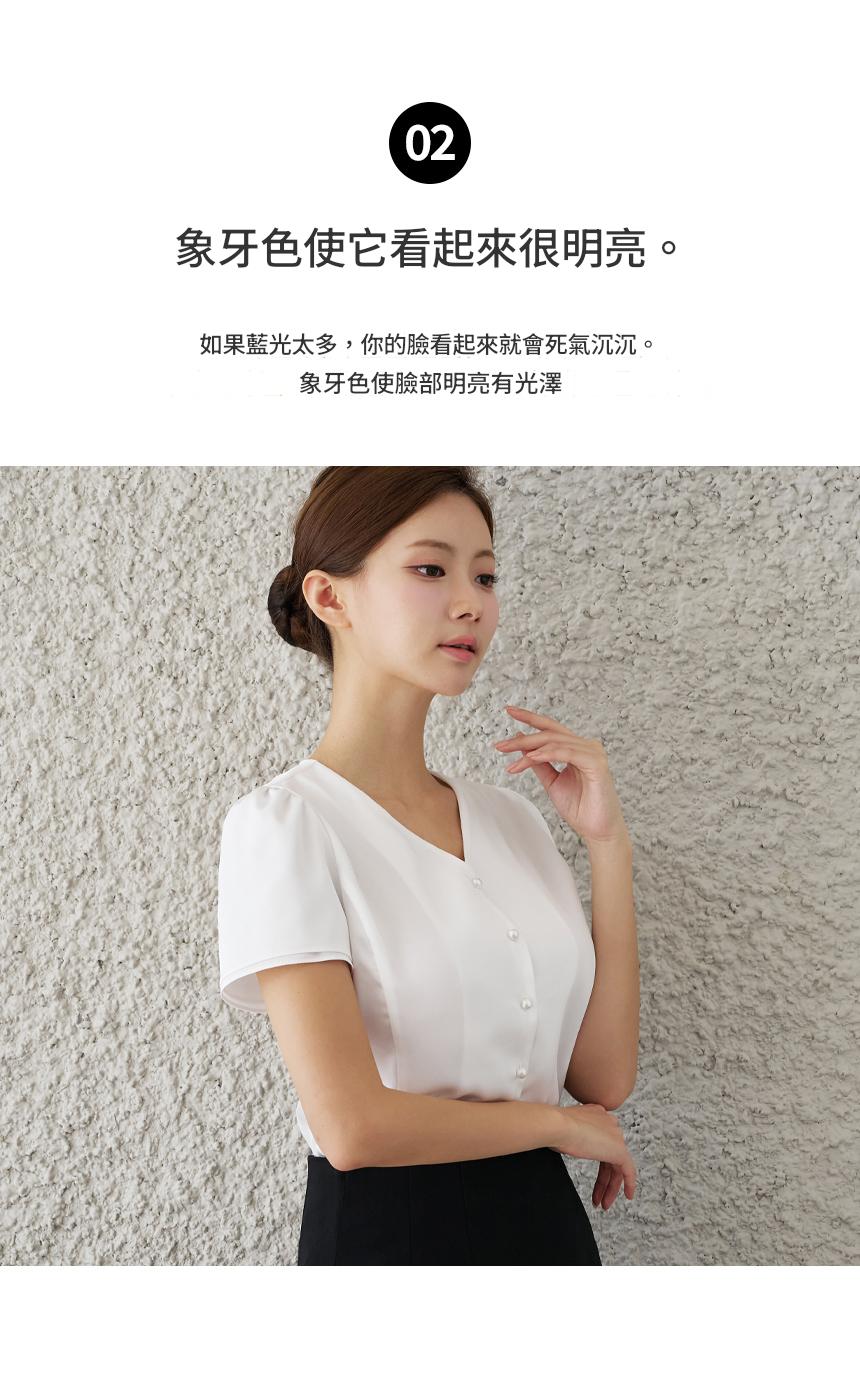 02
象牙色使它看起來很明亮。
如果藍光太多，你的臉看起來就會死氣沉沉。
象牙色使臉部明亮有光澤